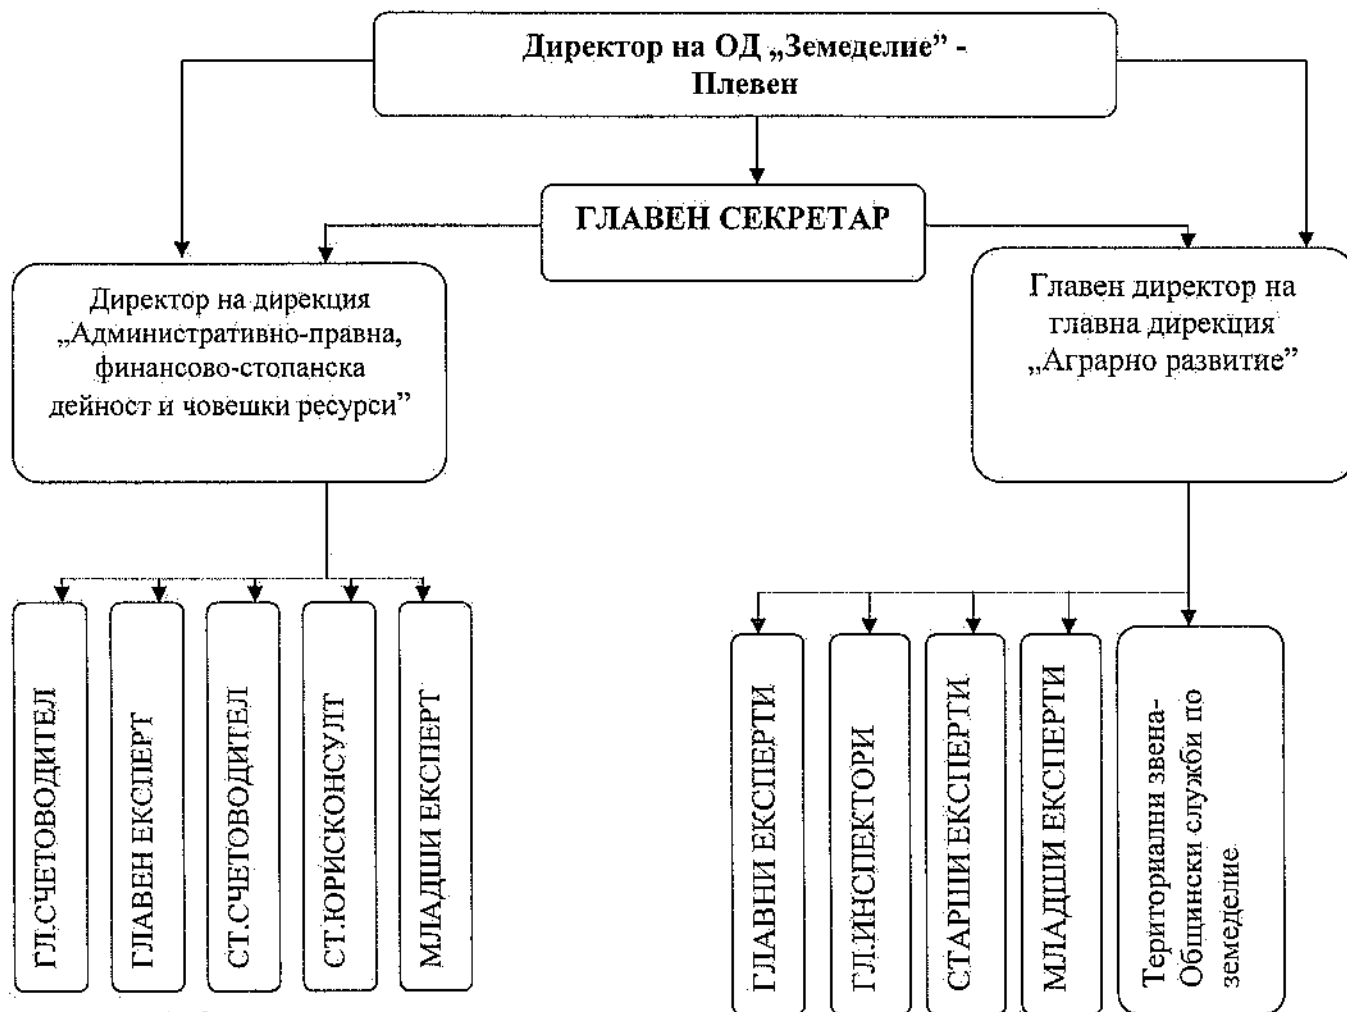 Директор на ОД „Земеделие” -
Плевен
ГЛАВЕН СЕКРЕТАР
Директор на дирекция
„Административно-правна,
финансово-стопанска
дейност и човешки ресурси”
Главен директор на
главна дирекция
„Аграрно развитие”
ГЛ.СЧЕТОВОДИТЕЛ
ГЛАВЕН ЕКСПЕРТ
СТ.СЧЕТОВОДИТЕЛ
СТ.ЮРИСКОНСУЛТ
МЛАДШИ ЕКСПЕРТ
ГЛАВНИ ЕКСПЕРТИ
ГЛ.ИНСПЕКТОРИ
СТАРШИ ЕКСПЕРТИ
МЛАДШИ ЕКСПЕРТИ
Териториални звена-
Общински служби по
земеделие